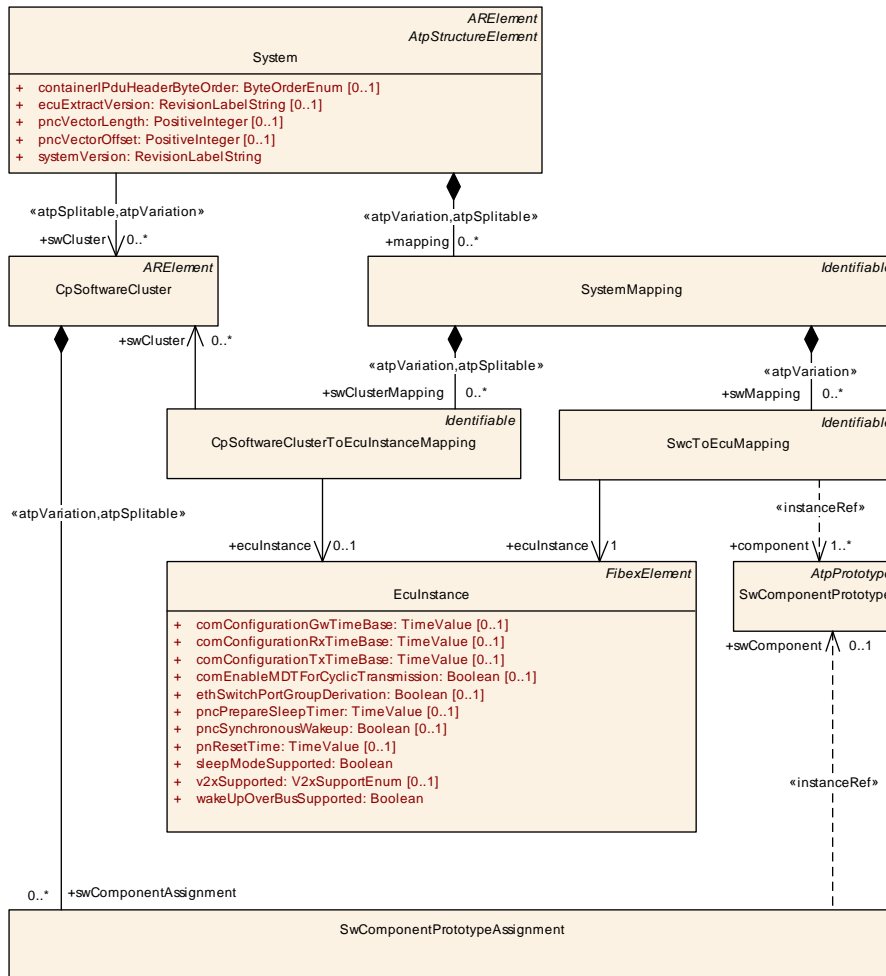 ARElement
AtpStructureElement
System
+ containerIPduHeaderByteOrder: ByteOrderEnum [0..1]
+ ecuExtractVersion: RevisionLabelString [0..1]
+ pncVectorLength: PositiveInteger [0..1]
+ pncVectorOffset: PositiveInteger [0..1]
+ systemVersion: RevisionLabelString
«atpSplitable,atpVariation»
«atpVariation,atpSplitable»
+swCluster 0..*
+mapping 0..*
ARElement
CpSoftwareCluster
Identifiable
SystemMapping
+swCluster 0..*
«atpVariation,atpSplitable»
«atpVariation»
+swClusterMapping 0..*
+swMapping 0..*
Identifiable
CpSoftwareClusterToEcuInstanceMapping
Identifiable
SwcToEcuMapping
«atpVariation,atpSplitable»
«instanceRef»
+ecuInstance 0..1
+ecuInstance 1
+component 1..*
FibexElement
EcuInstance
+ comConfigurationGwTimeBase: TimeValue [0..1]
+ comConfigurationRxTimeBase: TimeValue [0..1]
+ comConfigurationTxTimeBase: TimeValue [0..1]
+ comEnableMDTForCyclicTransmission: Boolean [0..1]
+ ethSwitchPortGroupDerivation: Boolean [0..1]
+ pncPrepareSleepTimer: TimeValue [0..1]
+ pncSynchronousWakeup: Boolean [0..1]
+ pnResetTime: TimeValue [0..1]
+ sleepModeSupported: Boolean
+ v2xSupported: V2xSupportEnum [0..1]
+ wakeUpOverBusSupported: Boolean
AtpPrototype
SwComponentPrototype
+swComponent 0..1
«instanceRef»
0..* +swComponentAssignment
SwComponentPrototypeAssignment